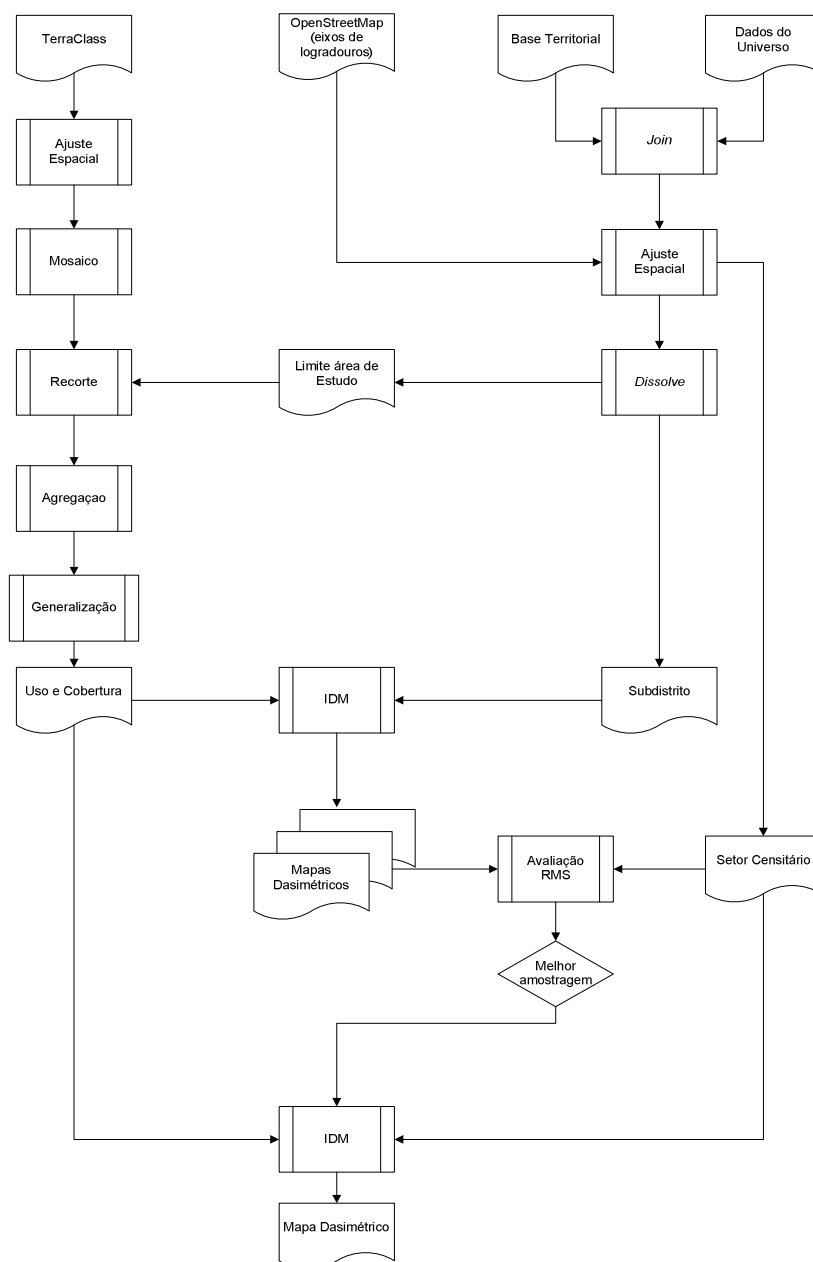 TerraClass
OpenStreetMap
(eixos de
logradouros)
Base Territorial
Dados do
Universo
Ajuste
Espacial
Join
Mosaico
Ajuste
Espacial
Recorte
Limite área de
Estudo
Dissolve
Agregaçao
Generalização
Uso e Cobertura
IDM
Subdistrito
Mapas
Dasimétricos
Avaliação
RMS
Setor Censitário
Melhor
amostragem
IDM
Mapa Dasimétrico